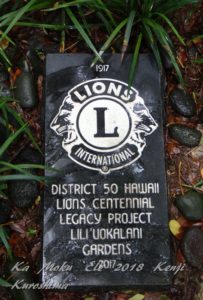 1917
LIONS
L
INTERNATIONAL
DISTRICT 50 HAWAII
LIONS CENTENNIAL
LEGACY PROJECT
LILI'UOKALANI
GARDENS
2017
Ka Moku 2018 Kenji
Kuroshima